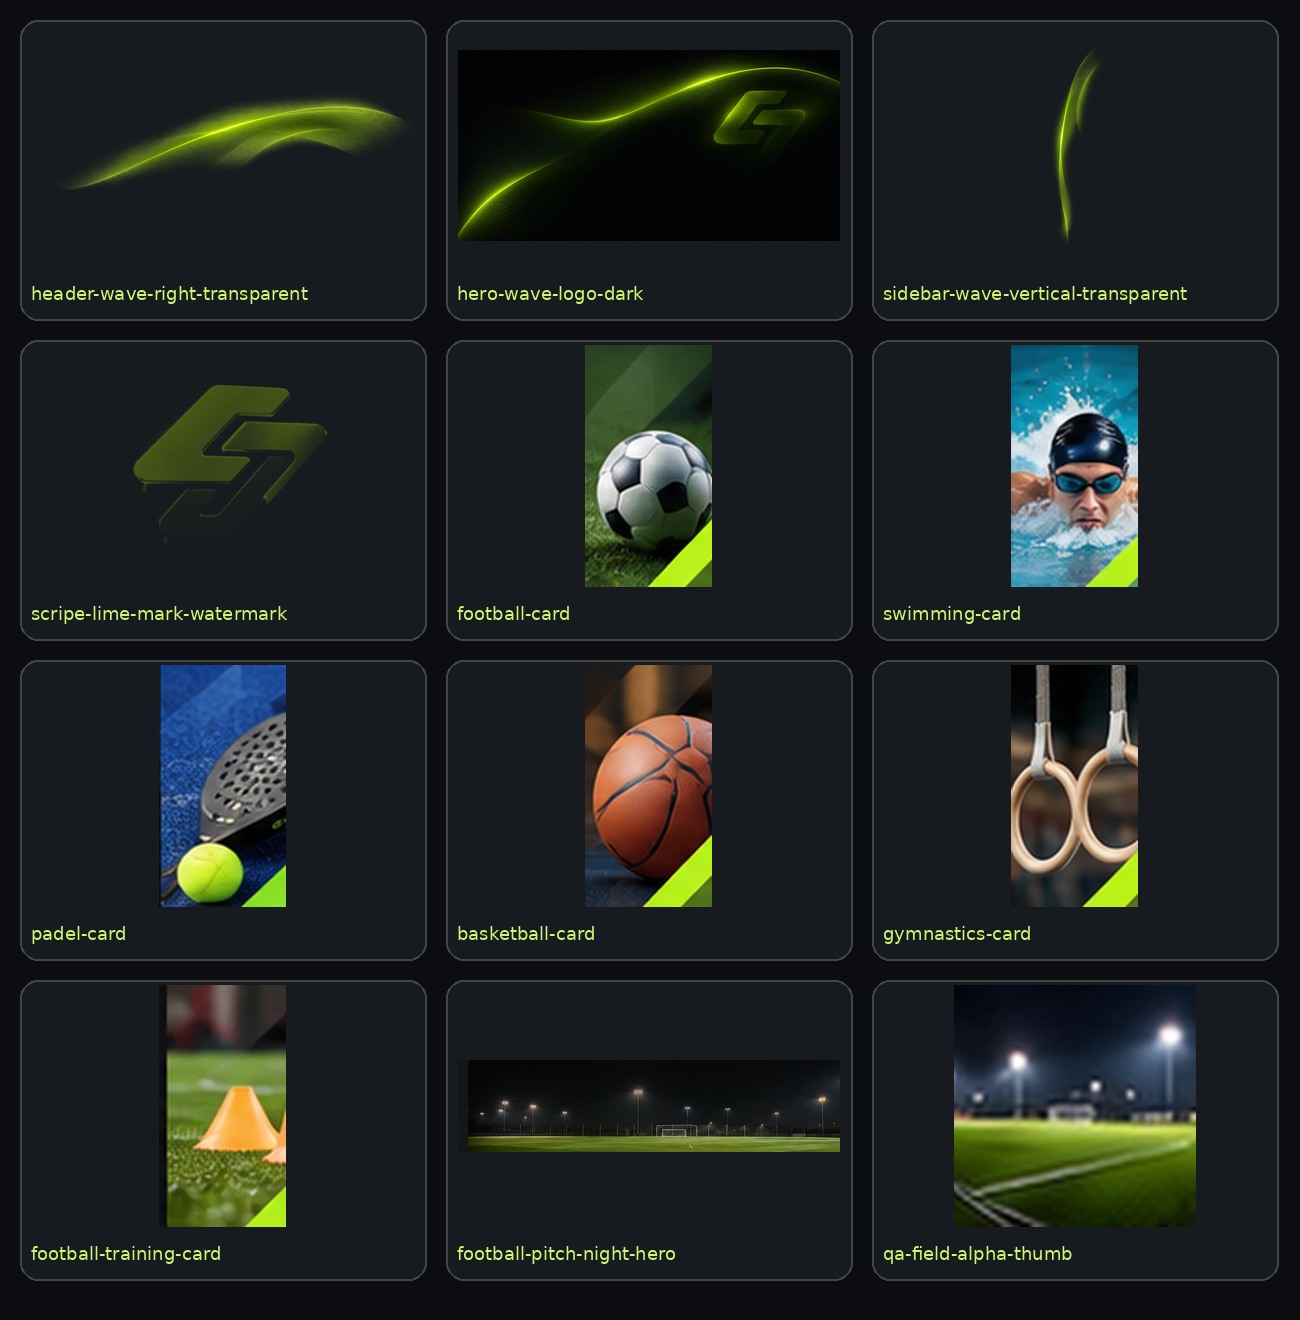 header-wave-right-transparent
hero-wave-logo-dark
sidebar-wave-vertical-transparent
scripe-lime-mark-watermark
football-card
swimming-card
padel-card
basketball-card
gymnastics-card
football-training-card
football-pitch-night-hero
qa-field-alpha-thumb